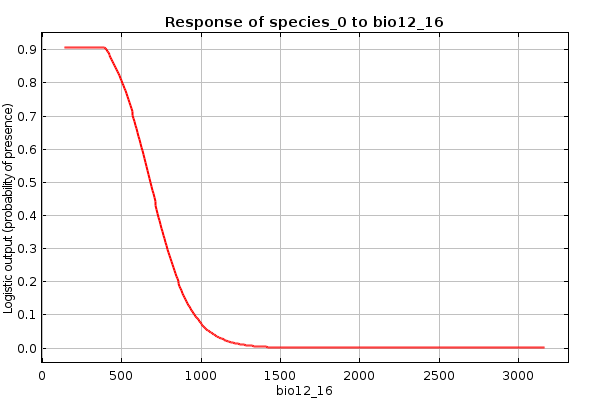 Response of species_0 to bio12_16
Logistic output (probability of presence)
0.9
0.8
0.7
0.6
0.5
0.4
0.3
0.2
0.1
0.0
0 500 1000 1500 2000 2500 3000
bio12_16